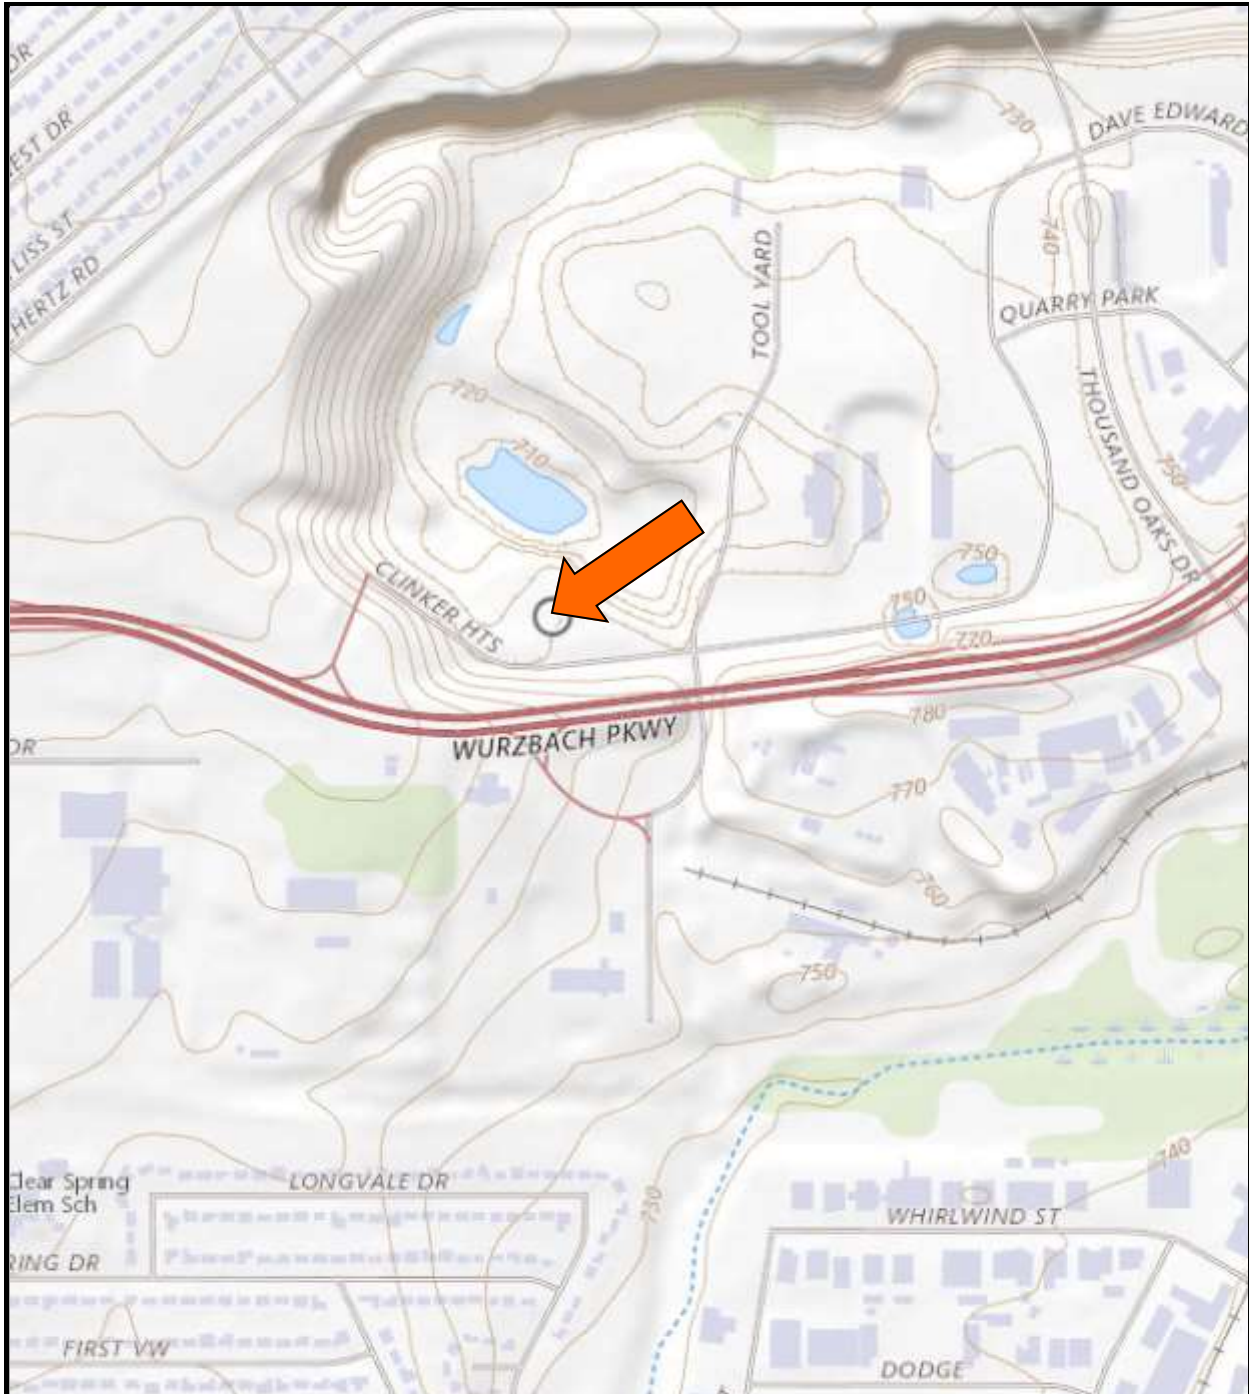 DR
EST DR
LISS ST
HERTZ RD
730
DAVE EDWARD
740
TOOL YARD
QUARRY PARK
THOUSAND OAKS DR
720
710
750
750
750
CLINKER HTS
720
780
WURZBACH PKWY
DR
770
760
750
Clear Spring
Elem Sch
LONGVALE DR
730
740
WHIRLWIND ST
RING DR
FIRST VW
DODGE